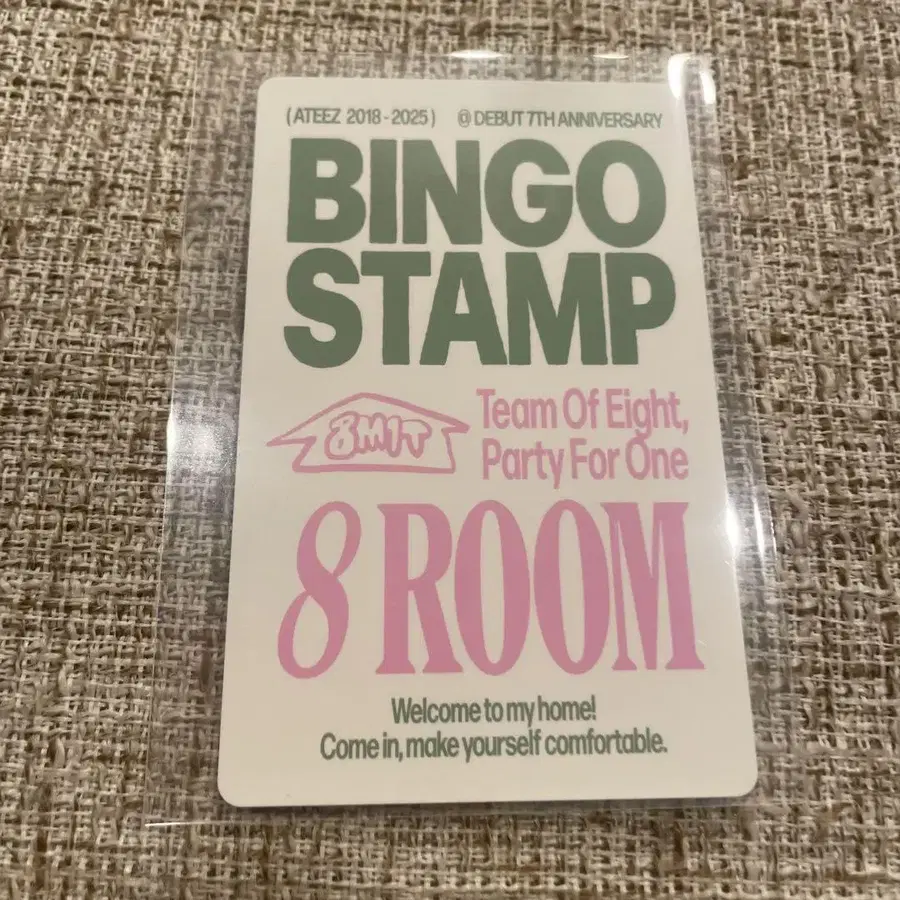 (ATEEZ 2018-2025) @ DEBUT 7TH ANNIVERSARY
BINGO
STAMP
8M1T
Team Of Eight,
Party For One
8 ROOM
Welcome to my home!
Come in, make yourself comfortable.